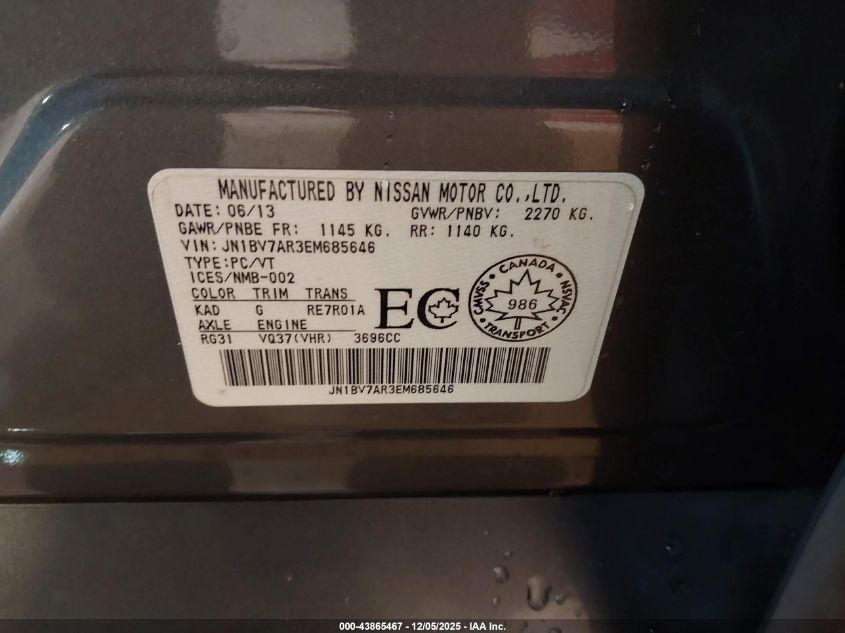 MANUFACTURED BY NISSAN MOTOR CO.,LTD.
DATE: 06/13 GVWR/PNBV: 2270 KG.
GAWR/PNBE FR: 1145 KG. RR: 1140 KG.
VIN: JN1BV7AR3EM685646
TYPE:PC/VT
ICES/NMB-002
COLOR TRIM TRANS
KAD G RE7R01A
AXLE ENGINE
RG31 VQ37(VHR) 3696CC
EC
CANADA
CMVSS 986 NSVAC
TRANSPORT
JN1BV7AR3EM685646
000-43865467 - 12/05/2025 - IAA Inc.